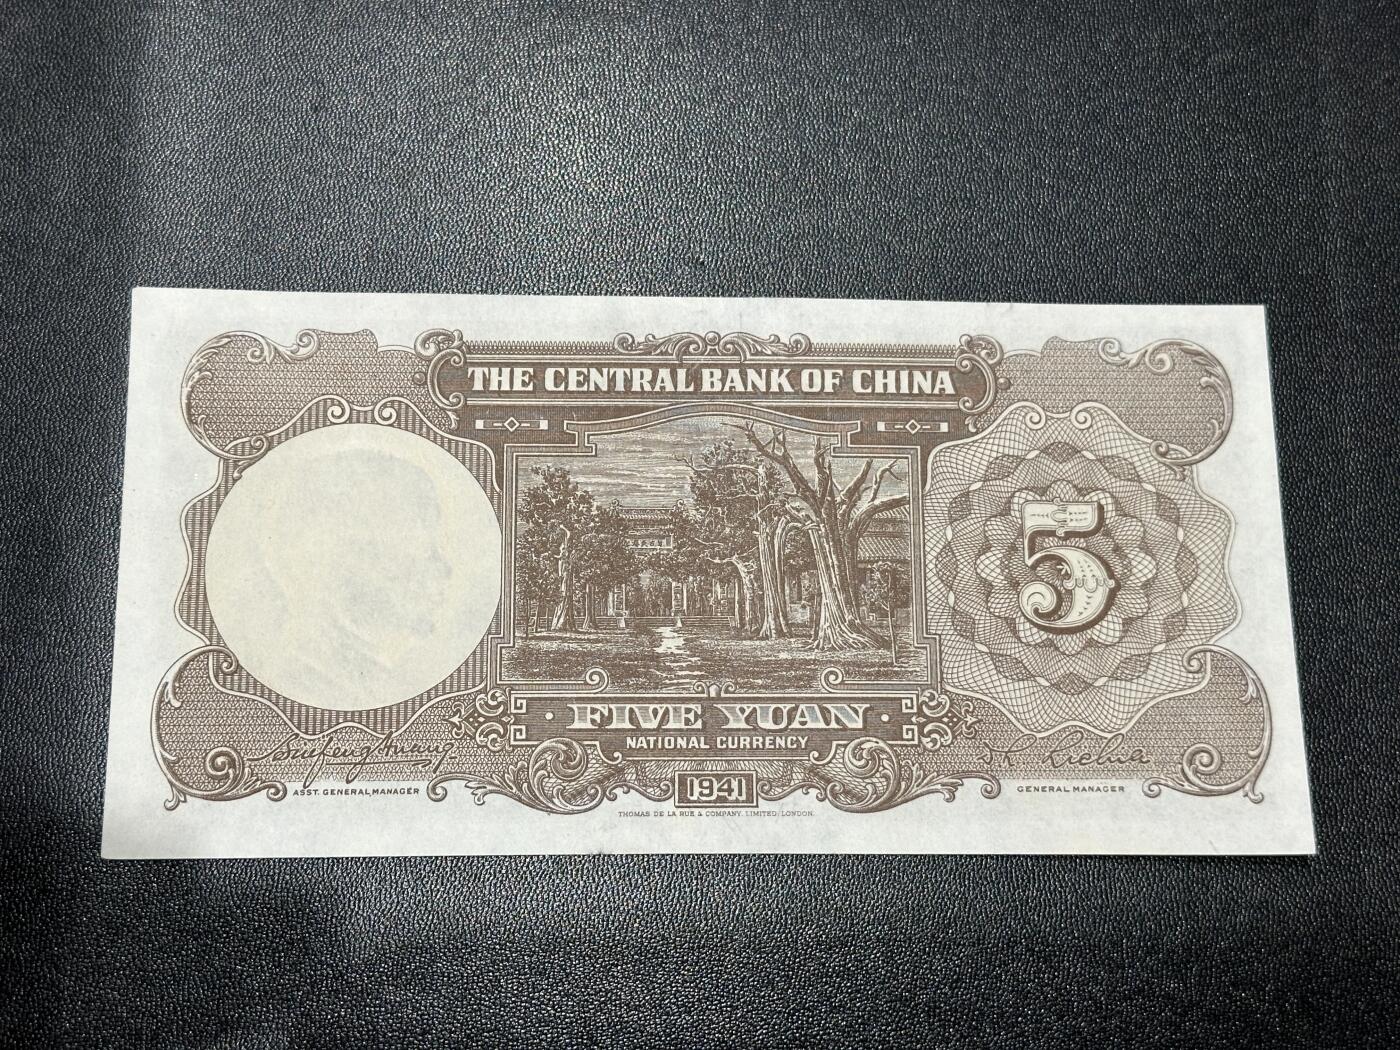 THE CENTRAL BANK OF CHINA
5
FIVE YUAN
NATIONAL CURRENCY
1941
ASST. GENERAL MANAGER
GENERAL MANAGER
THOMAS DE LA RUE & COMPANY, LIMITED, LONDON.